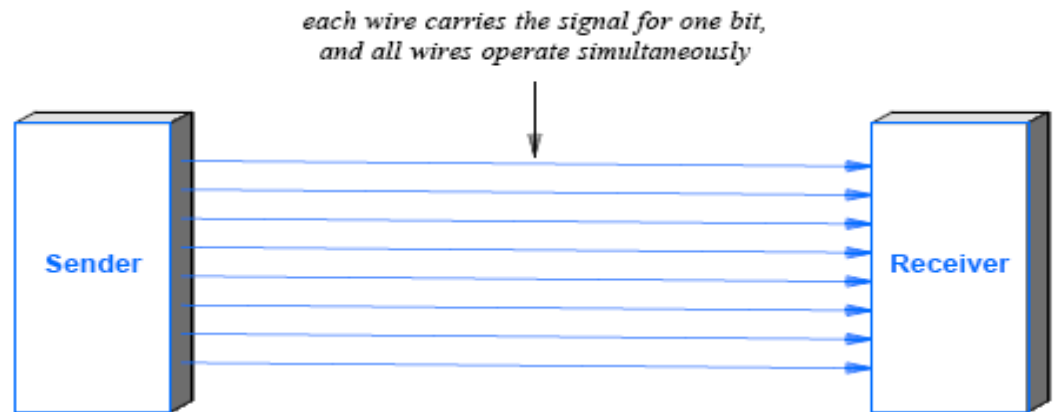 each wire carries the signal for one bit,
and all wires operate simultaneously
Sender
Receiver